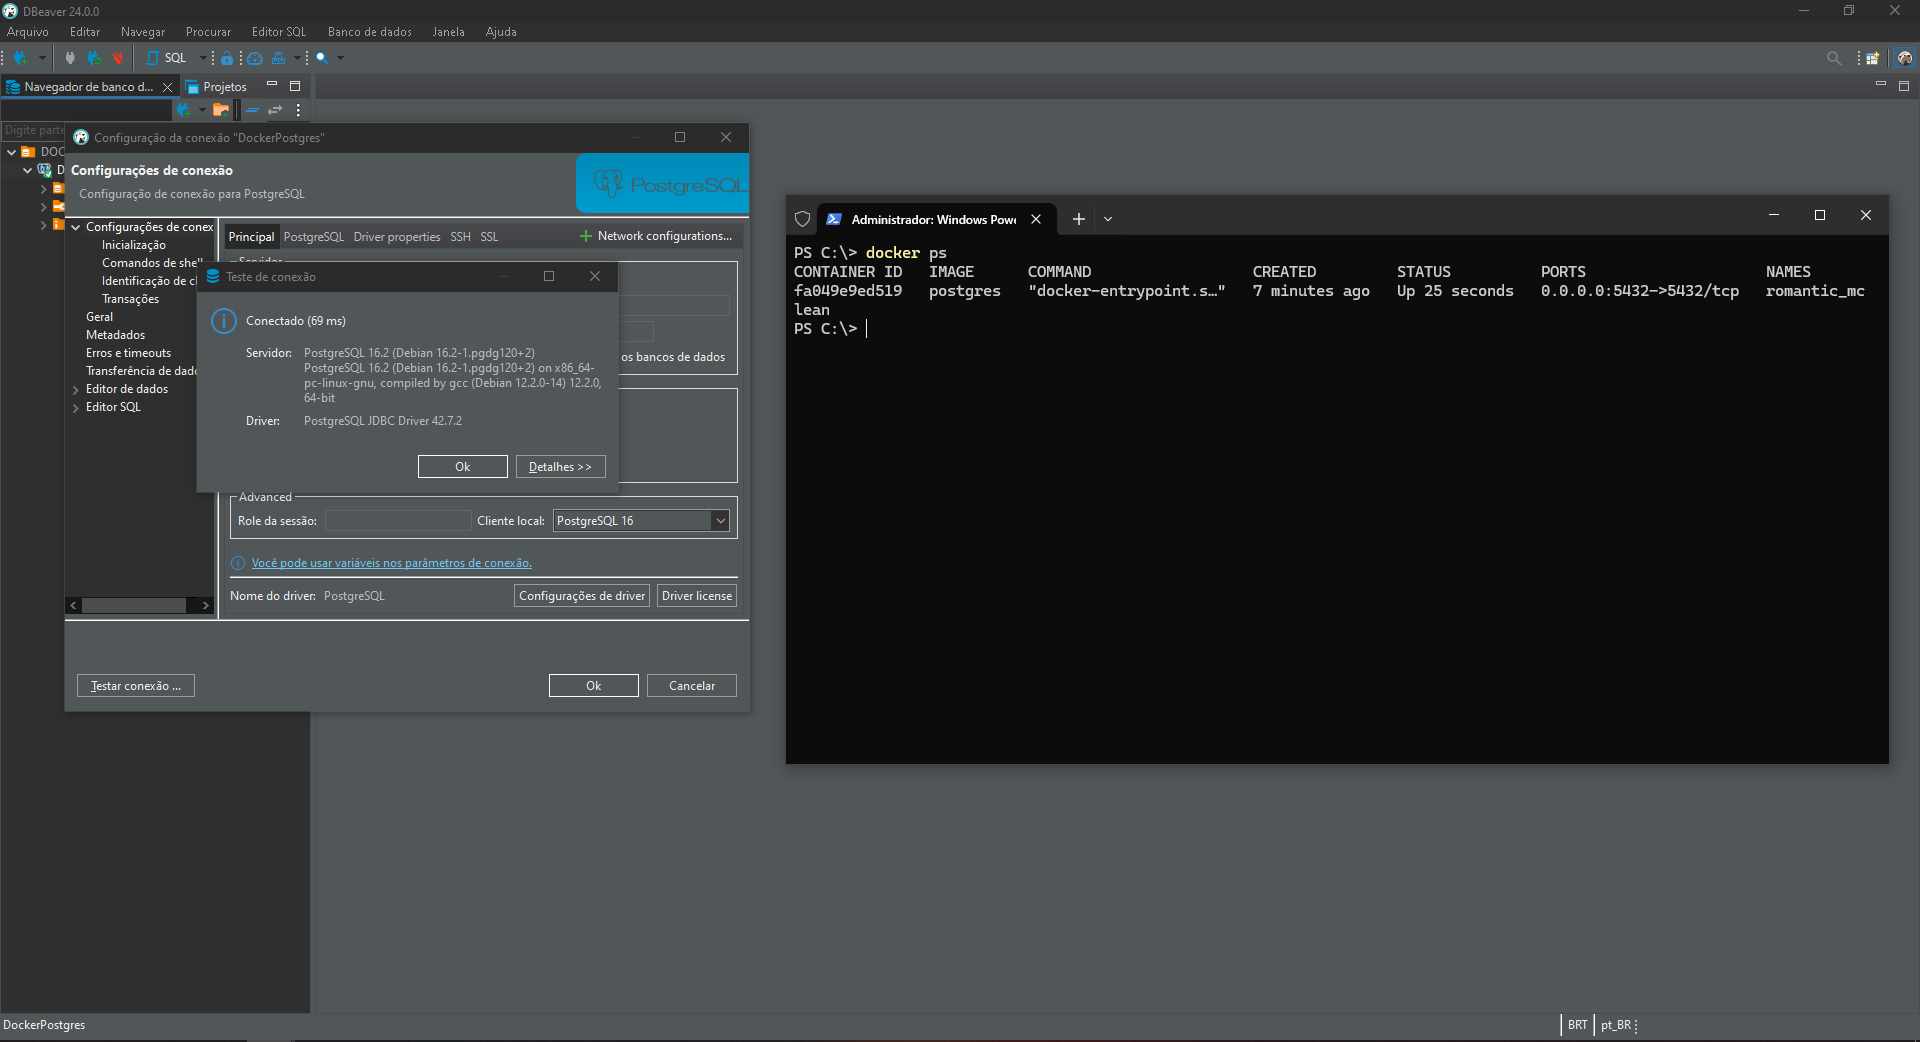 DBeaver 24.0.0
Arquivo Editar Navegar Procurar Editor SQL Banco de dados Janela Ajuda
SQL
Navegador de banco d... Projetos
Digite parte
DOC
D
Configuração da conexão "DockerPostgres"
Configurações de conexão
Configuração de conexão para PostgreSQL
PostgreSQL
Configurações de conex
Inicialização
Comandos de shell
Identificação de cl
Transações
Geral
Metadados
Erros e timeouts
Transferência de dado
Editor de dados
Editor SQL
Principal PostgreSQL Driver properties SSH SSL Network configurations...
Servidor
Teste de conexão
Conectado (69 ms)
Servidor: PostgreSQL 16.2 (Debian 16.2-1.pgdg120+2)
PostgreSQL 16.2 (Debian 16.2-1.pgdg120+2) on x86_64-
pc-linux-gnu, compiled by gcc (Debian 12.2.0-14) 12.2.0,
64-bit
Driver: PostgreSQL JDBC Driver 42.7.2
Ok Detalhes >>
os bancos de dados
Advanced
Role da sessão: Cliente local: PostgreSQL 16
Você pode usar variáveis nos parâmetros de conexão.
Nome do driver: PostgreSQL Configurações de driver Driver license
Testar conexão ... Ok Cancelar
Administrador: Windows Powe
PS C:\> docker ps
CONTAINER ID IMAGE COMMAND CREATED STATUS PORTS NAMES
fa049e9ed519 postgres "docker-entrypoint.s…" 7 minutes ago Up 25 seconds 0.0.0.0:5432->5432/tcp romantic_mc
lean
PS C:\>
DockerPostgres
BRT pt_BR